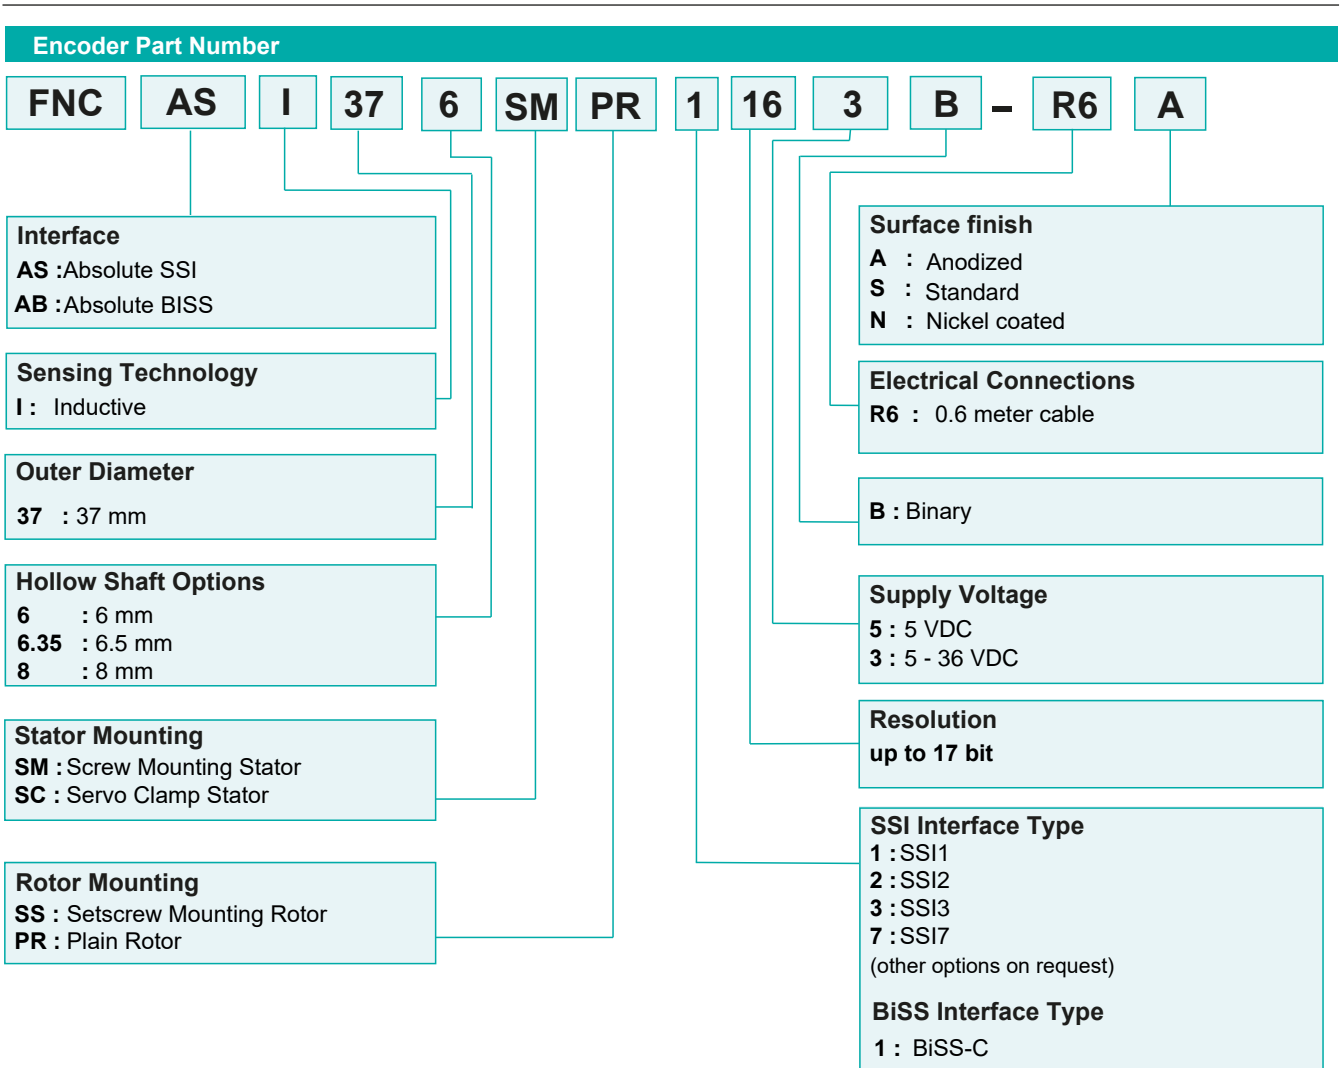 Encoder Part Number
FNC AS I 37 6 SM PR 1 16 3 B – R6 A
Interface
AS :Absolute SSI
AB :Absolute BISS
Sensing Technology
I : Inductive
Outer Diameter
37 : 37 mm
Hollow Shaft Options
6 : 6 mm
6.35 : 6.5 mm
8 : 8 mm
Stator Mounting
SM : Screw Mounting Stator
SC : Servo Clamp Stator
Rotor Mounting
SS : Setscrew Mounting Rotor
PR : Plain Rotor
Surface finish
A : Anodized
S : Standard
N : Nickel coated
Electrical Connections
R6 : 0.6 meter cable
B : Binary
Supply Voltage
5 : 5 VDC
3 : 5 - 36 VDC
Resolution
up to 17 bit
SSI Interface Type
1 : SSI1
2 : SSI2
3 : SSI3
7 : SSI7
(other options on request)
BiSS Interface Type
1 : BiSS-C